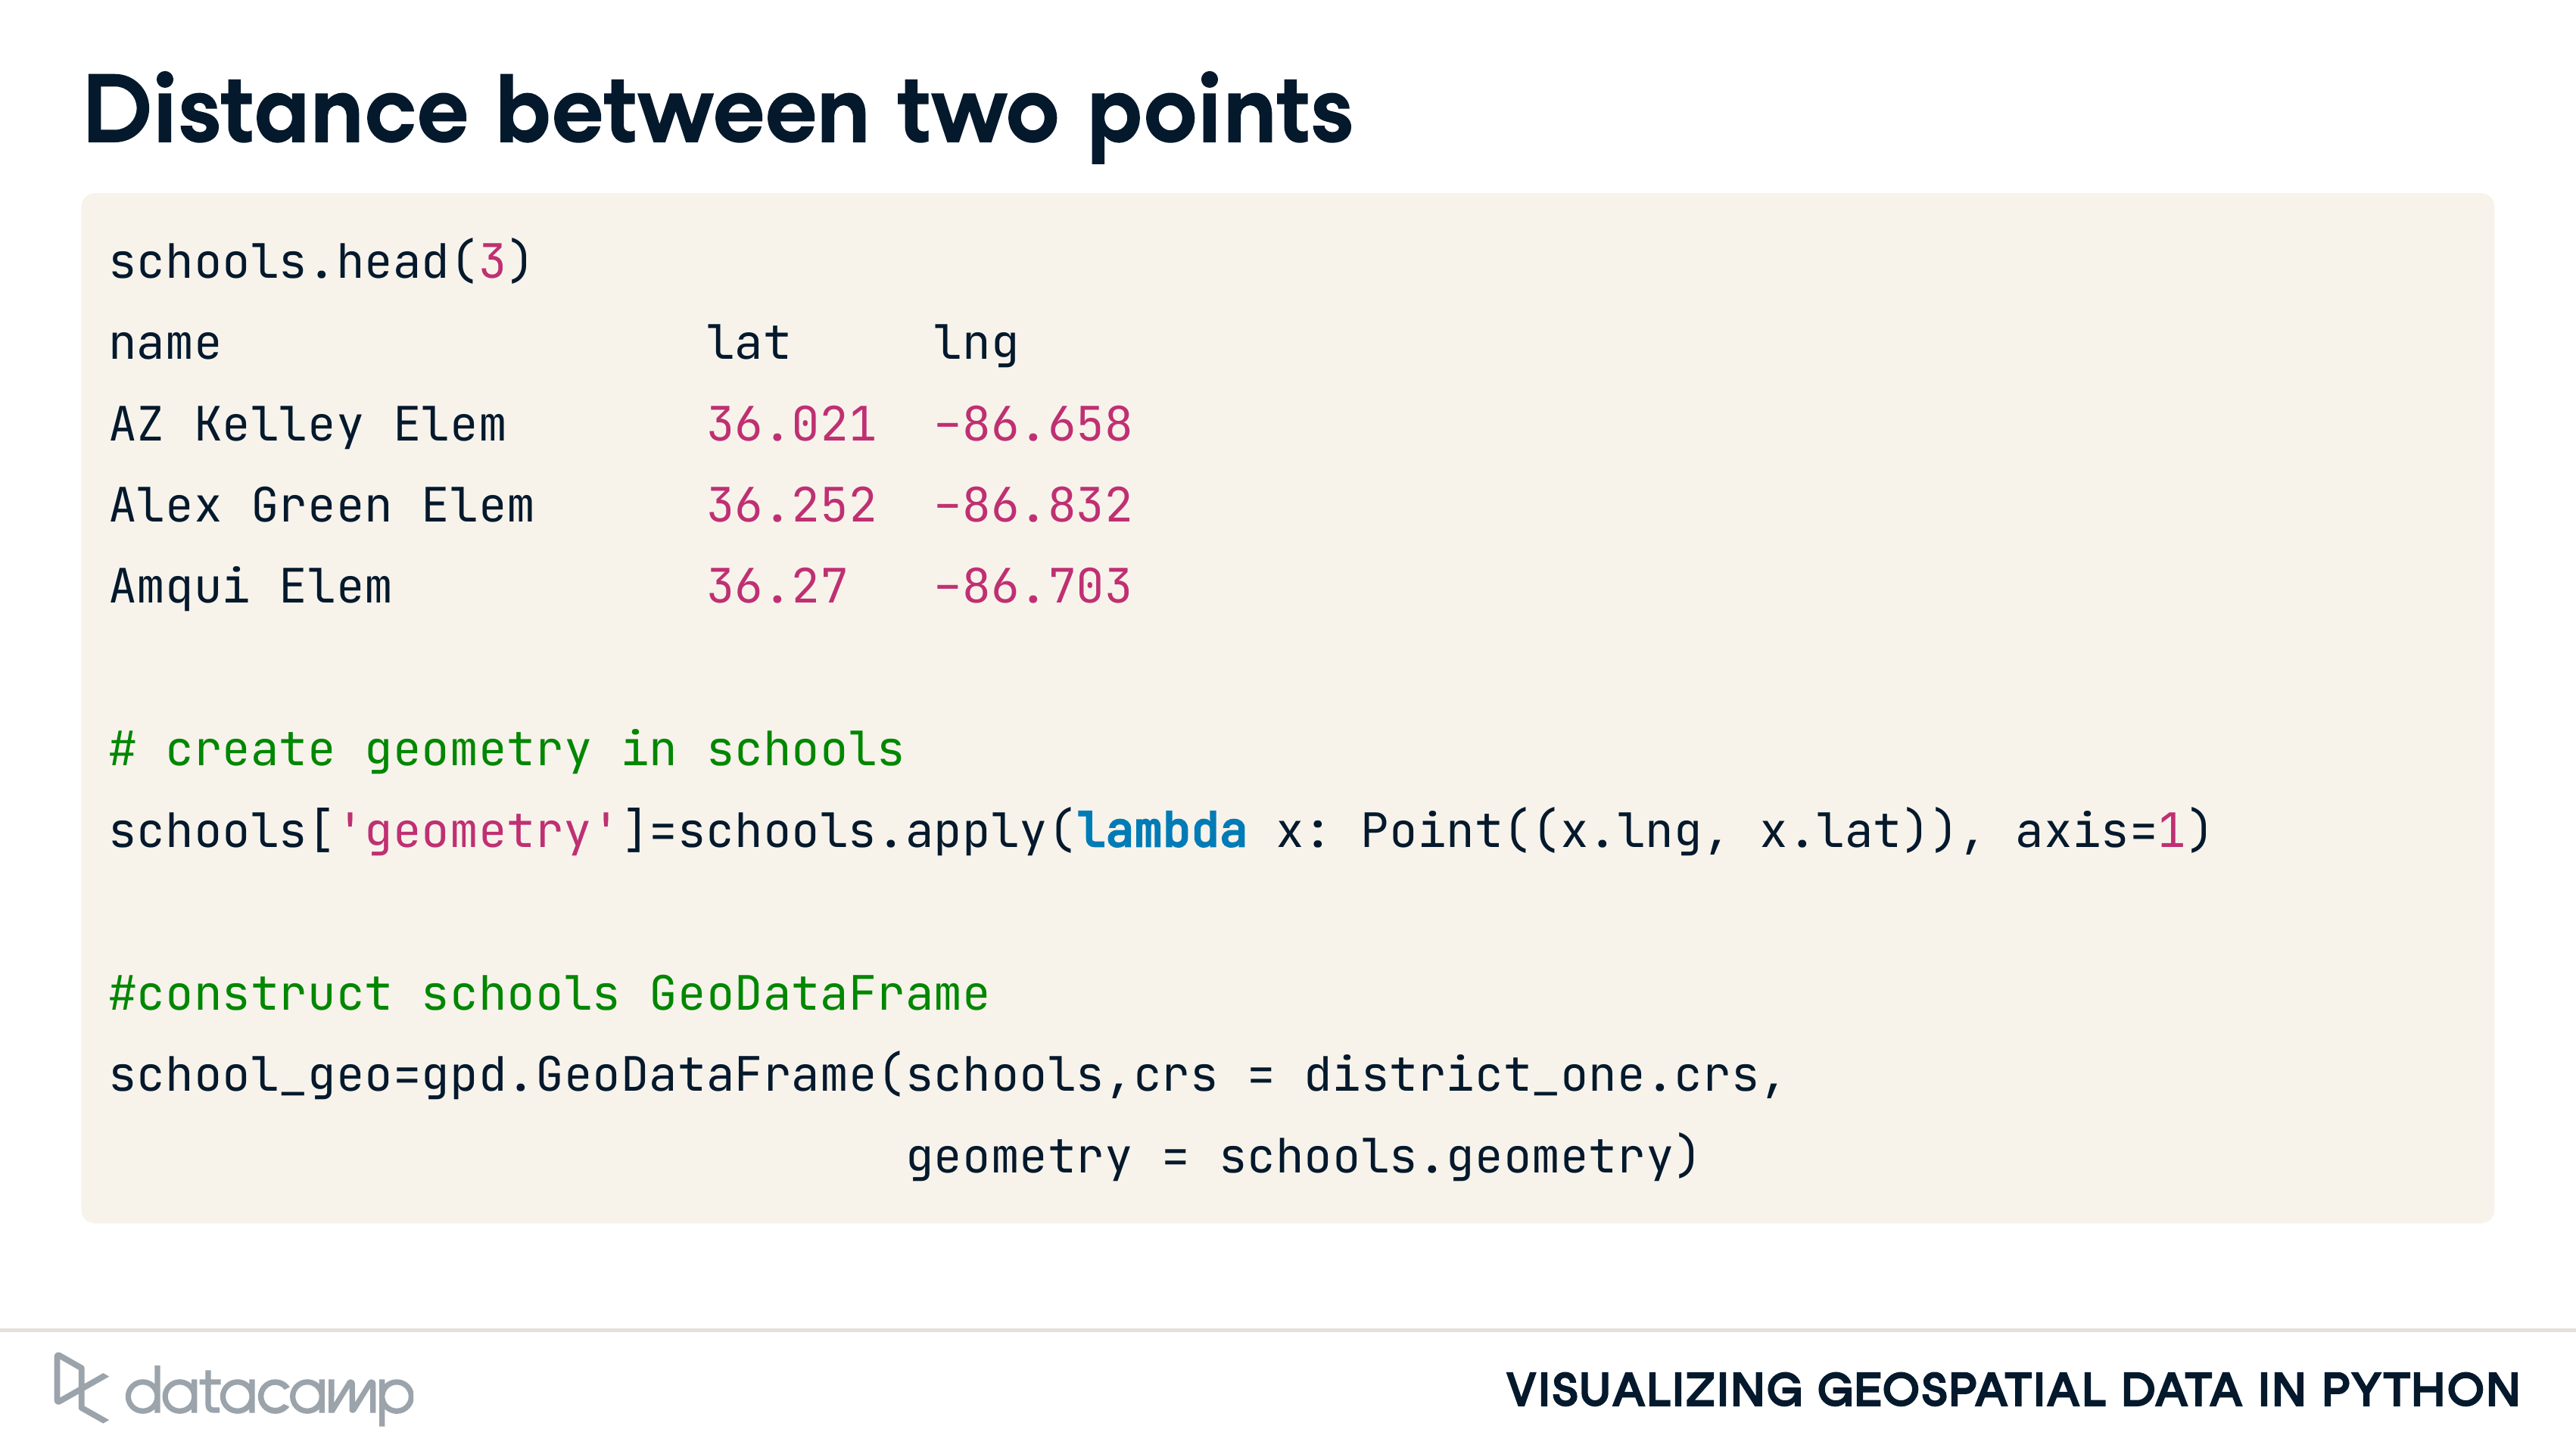 Distance between two points
schools.head(3)
name lat lng
AZ Kelley Elem 36.021 -86.658
Alex Green Elem 36.252 -86.832
Amqui Elem 36.27 -86.703
# create geometry in schools
schools['geometry']=schools.apply(lambda x: Point((x.lng, x.lat)), axis=1)
#construct schools GeoDataFrame
school_geo=gpd.GeoDataFrame(schools,crs = district_one.crs,
geometry = schools.geometry)
datacamp
VISUALIZING GEOSPATIAL DATA IN PYTHON